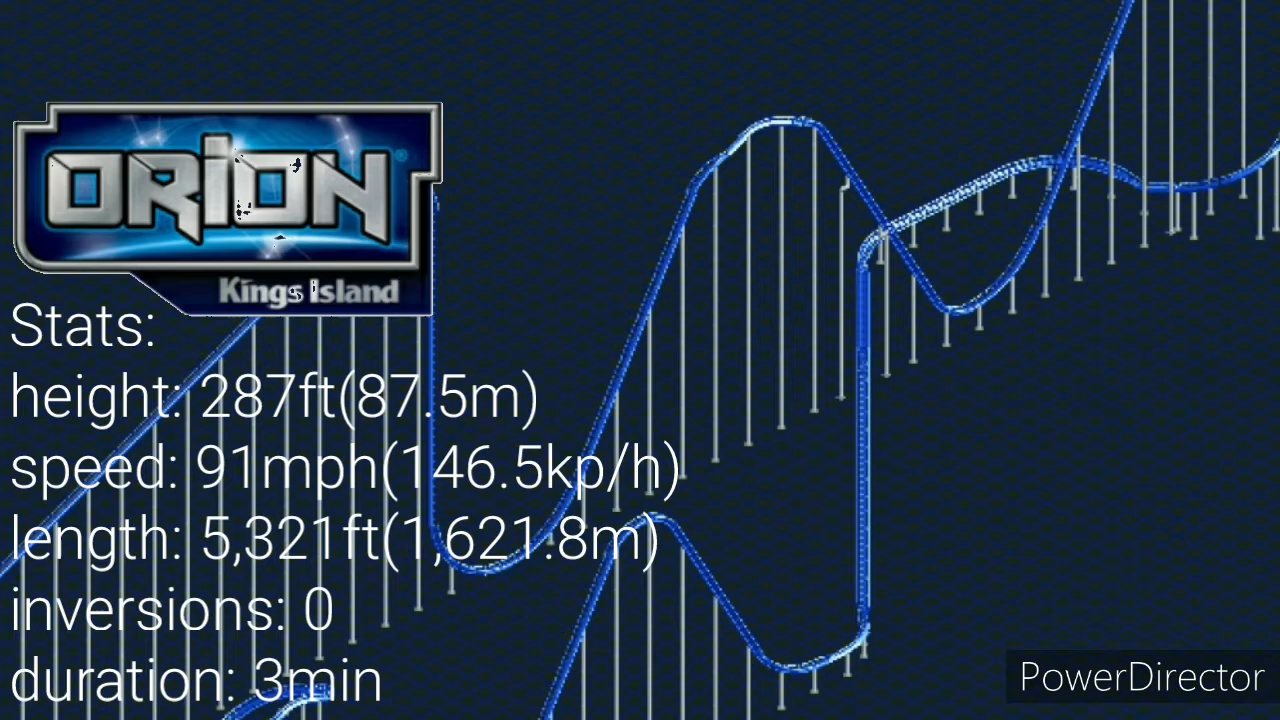 ORION®
Kings Island
Stats:
height: 287ft(87.5m)
speed: 91mph(146.5kp/h)
length: 5,321ft(1,621.8m)
inversions: 0
duration: 3min
PowerDirector